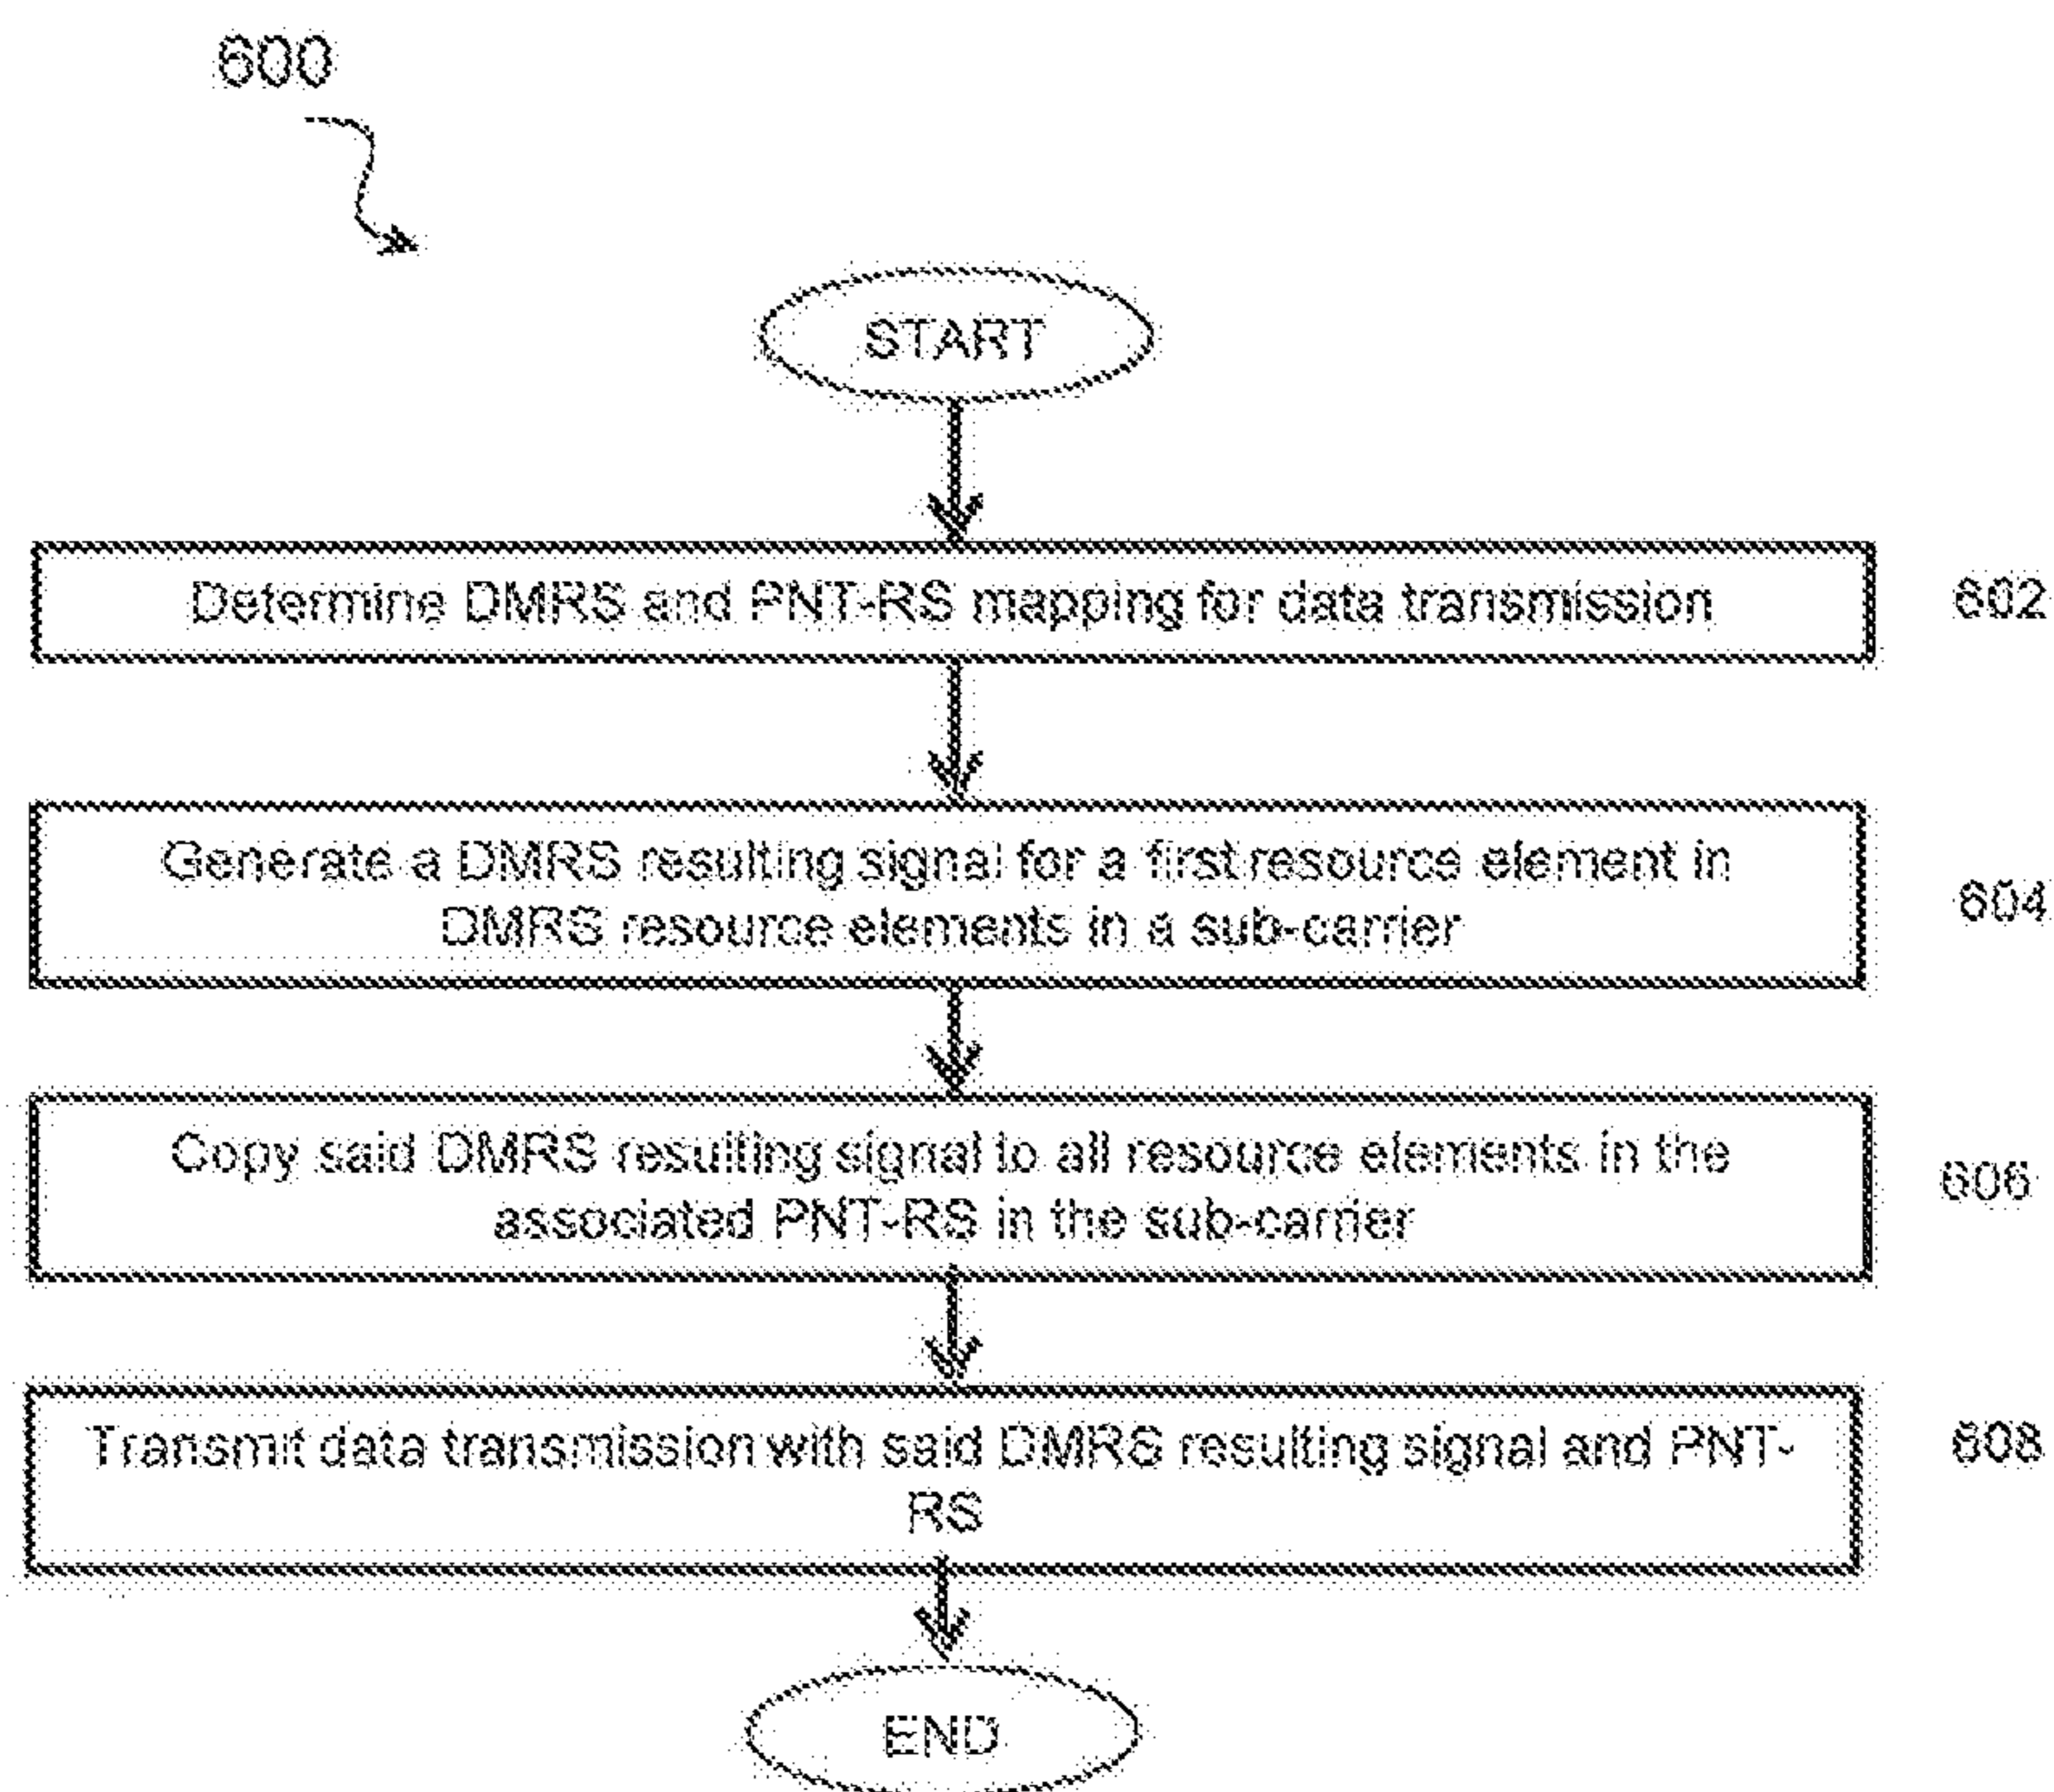 600
START
Determine DMRS and PNT-RS mapping for data transmission
602
Generate a DMRS resulting signal for a first resource element in
DMRS resource elements in a sub-carrier
604
Copy said DMRS resulting signal to all resource elements in the
associated PNT-RS in the sub-carrier
606
Transmit data transmission with said DMRS resulting signal and PNT-
RS
608
END